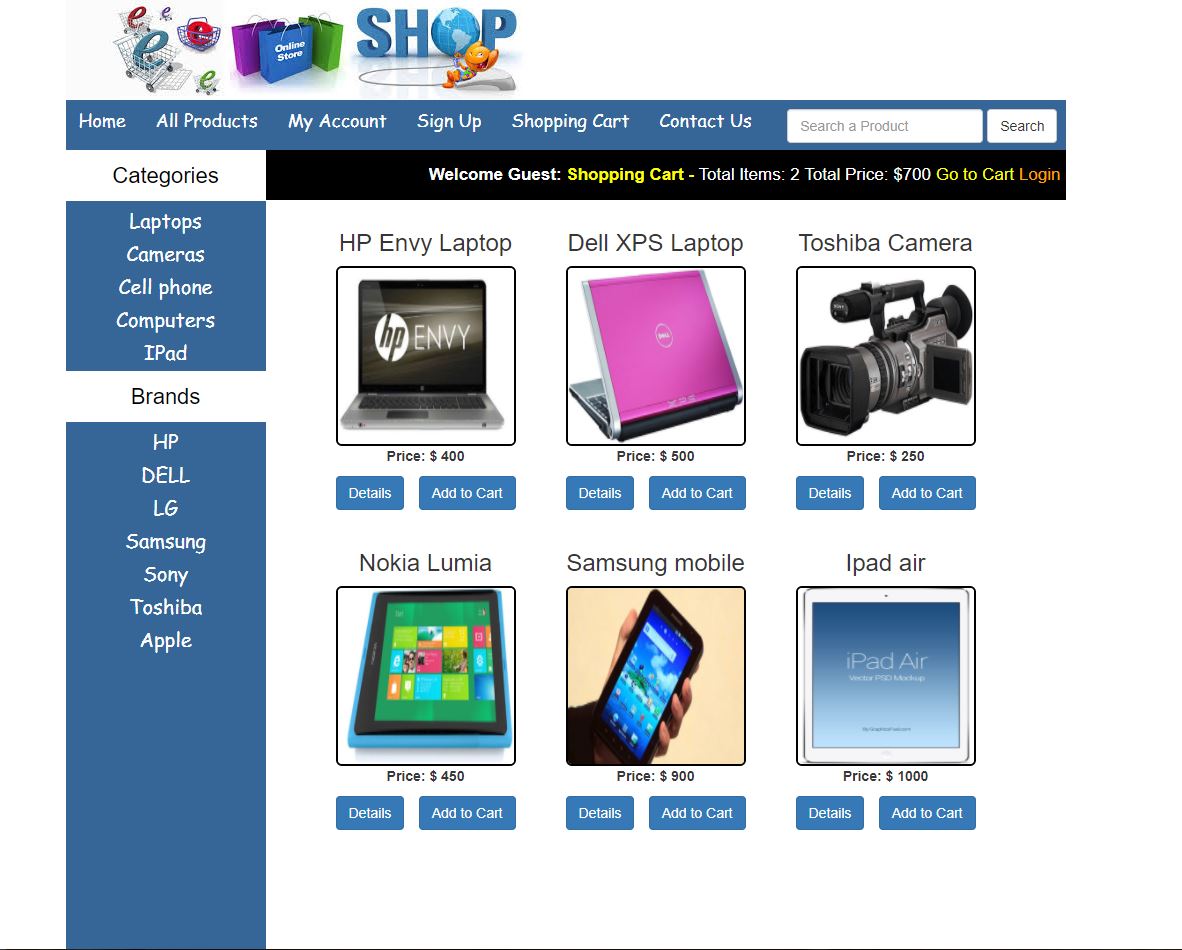 Online
Store
SHOP
Home All Products My Account Sign Up Shopping Cart Contact Us Search a Product Search
Categories
Welcome Guest: Shopping Cart - Total Items: 2 Total Price: $700 Go to Cart Login
Laptops
Cameras
Cell phone
Computers
IPad
Brands
HP
DELL
LG
Samsung
Sony
Toshiba
Apple
HP Envy Laptop Dell XPS Laptop Toshiba Camera
hp ENVY
DELL
XPS
Price: $ 400 Price: $ 500 Price: $ 250
Details Add to Cart Details Add to Cart Details Add to Cart
Nokia Lumia Samsung mobile Ipad air
iPad Air
Vector PSD Mockup
Price: $ 450 Price: $ 900 Price: $ 1000
Details Add to Cart Details Add to Cart Details Add to Cart